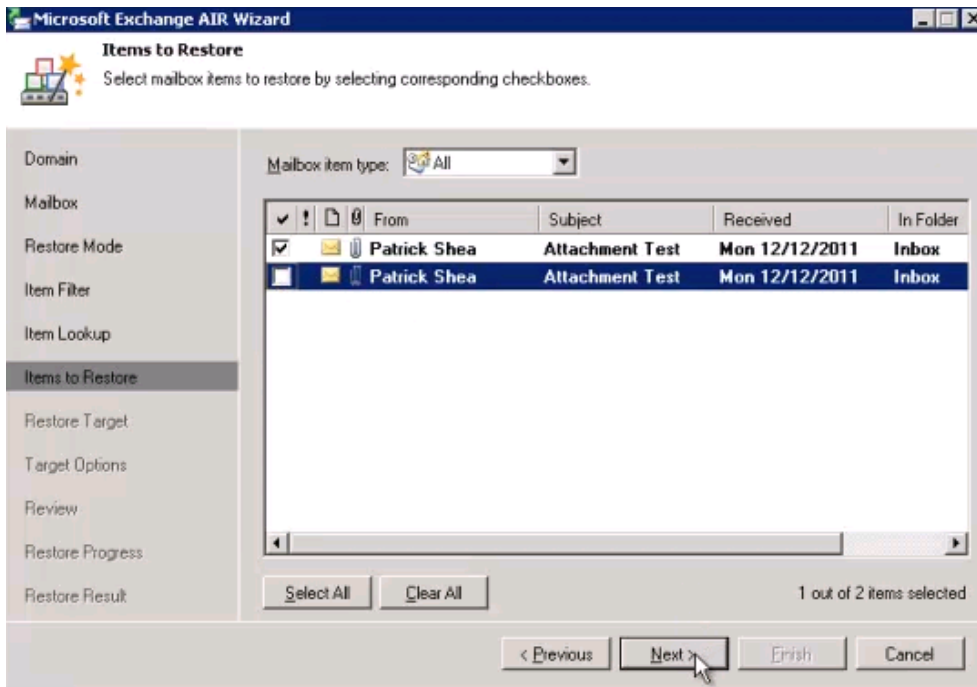 Microsoft Exchange AIR Wizard
Items to Restore
Select mailbox items to restore by selecting corresponding checkboxes.
Domain
Mailbox
Restore Mode
Item Filter
Item Lookup
Items to Restore
Restore Target
Target Options
Review
Restore Progress
Restore Result
Mailbox item type: All
! From Subject Received In Folder
Patrick Shea Attachment Test Mon 12/12/2011 Inbox
Patrick Shea Attachment Test Mon 12/12/2011 Inbox
Select All Clear All 1 out of 2 items selected
< Previous Next > Finish Cancel